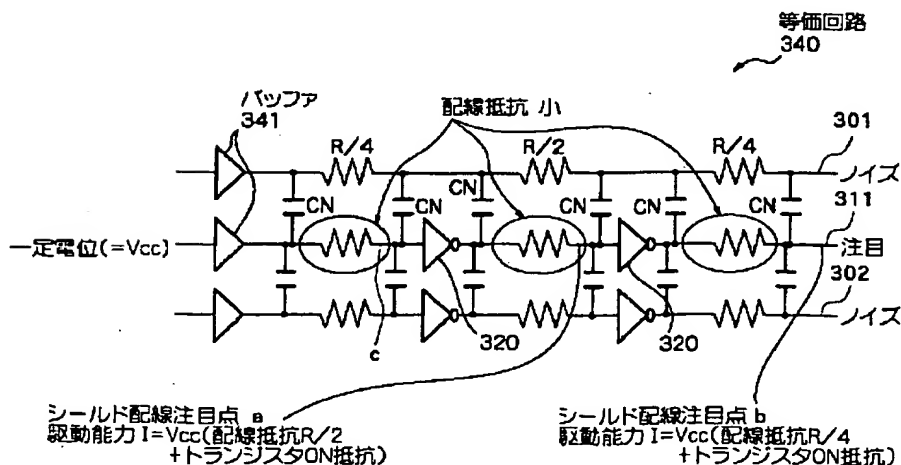 等価回路
340
バッファ
341
配線抵抗 小
R/4
R/2
R/4
301
ノイズ
CN
CN
CN
CN
CN
CN
311
一定電位(=Vcc)
注目
302
ノイズ
c
320
320
シールド配線注目点 a
駆動能力 I=Vcc(配線抵抗R/2
+トランジスタON抵抗)
シールド配線注目点 b
駆動能力 I=Vcc(配線抵抗R/4
+トランジスタON抵抗)